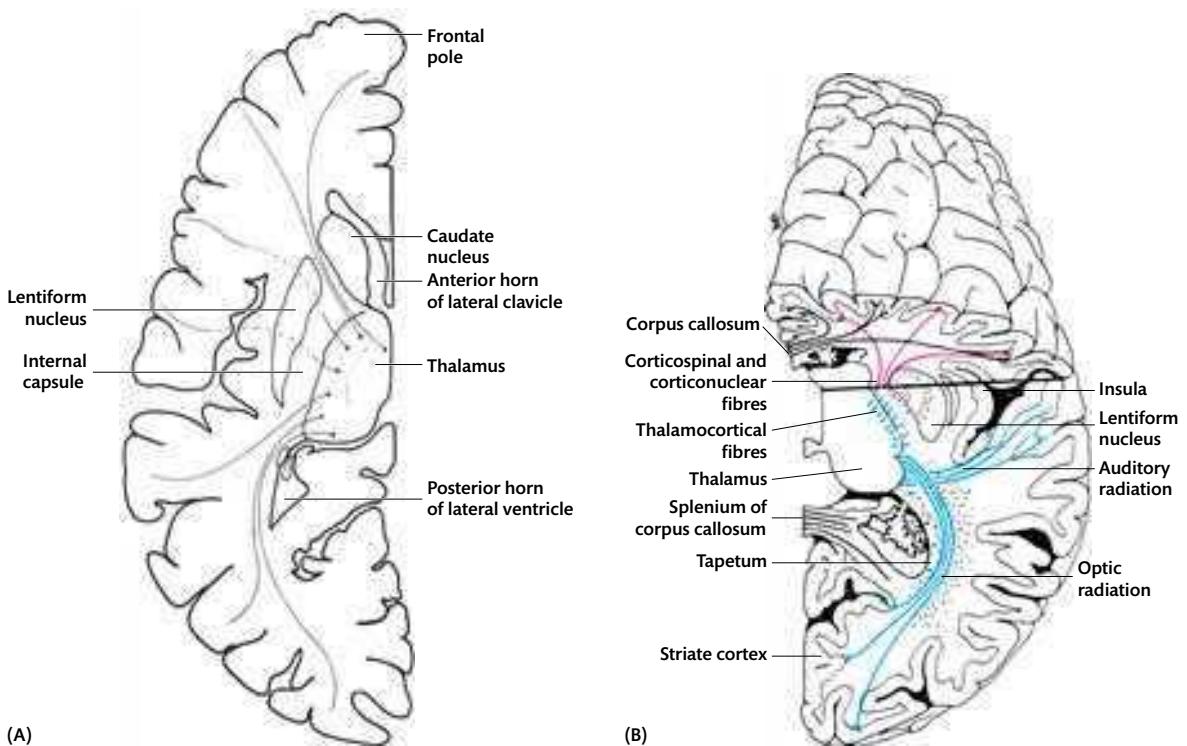 Frontal
pole
Caudate
nucleus
Anterior horn
of lateral clavicle
Lentiform
nucleus
Internal
capsule
Thalamus
Posterior horn
of lateral ventricle
(A)
Corpus callosum
Corticospinal and
corticonuclear
fibres
Thalamocortical
fibres
Thalamus
Splenium of
corpus callosum
Tapetum
Striate cortex
Insula
Lentiform
nucleus
Auditory
radiation
Optic
radiation
(B)